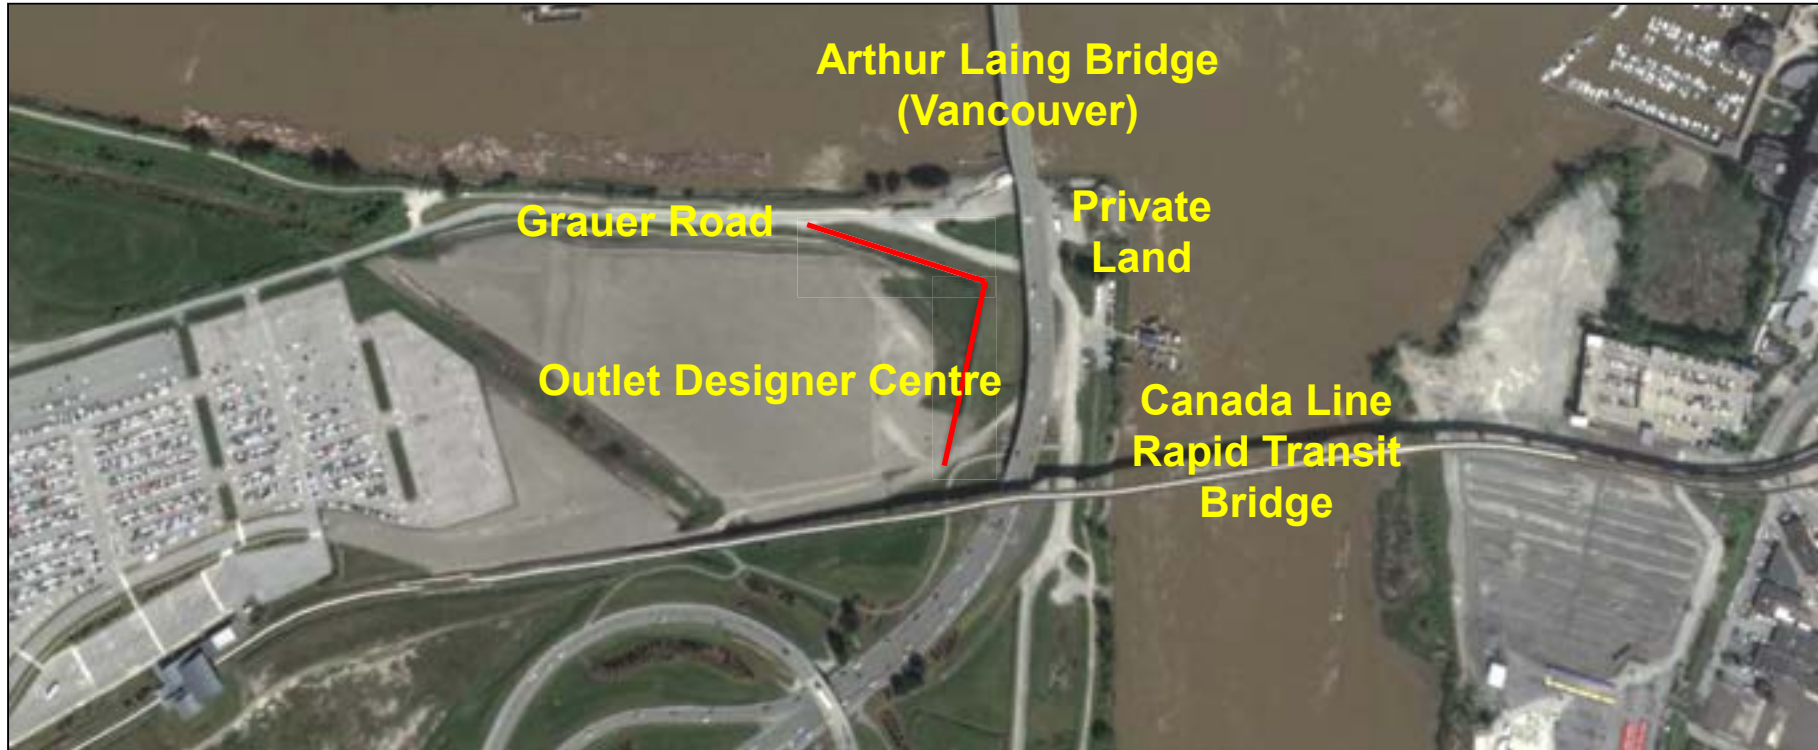 Arthur Laing Bridge
(Vancouver)
Grauer Road
Private
Land
Outlet Designer Centre
Canada Line
Rapid Transit
Bridge